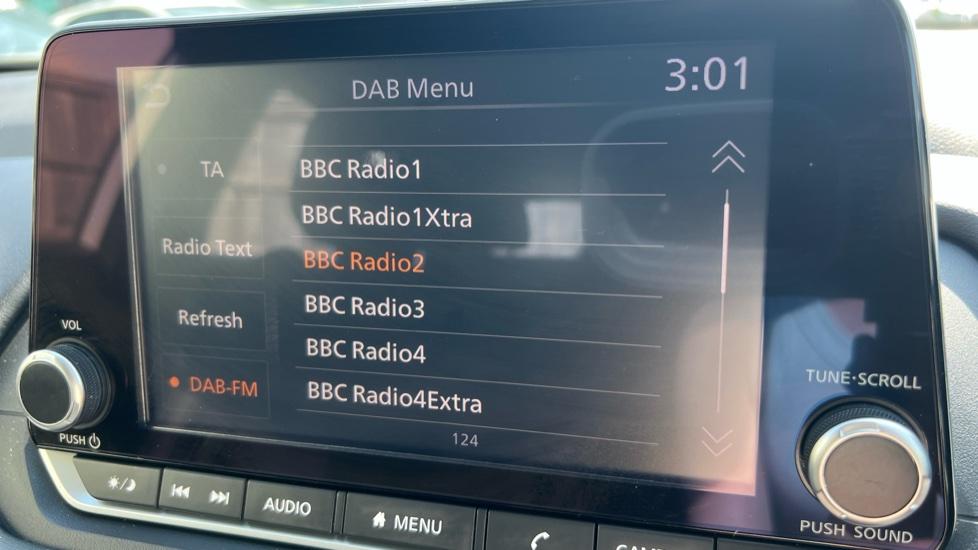 DAB Menu
3:01
TA
Radio Text
Refresh
DAB-FM
BBC Radio1
BBC Radio1Xtra
BBC Radio2
BBC Radio3
BBC Radio4
BBC Radio4Extra
124
VOL
PUSH
TUNE·SCROLL
PUSH SOUND
AUDIO
MENU